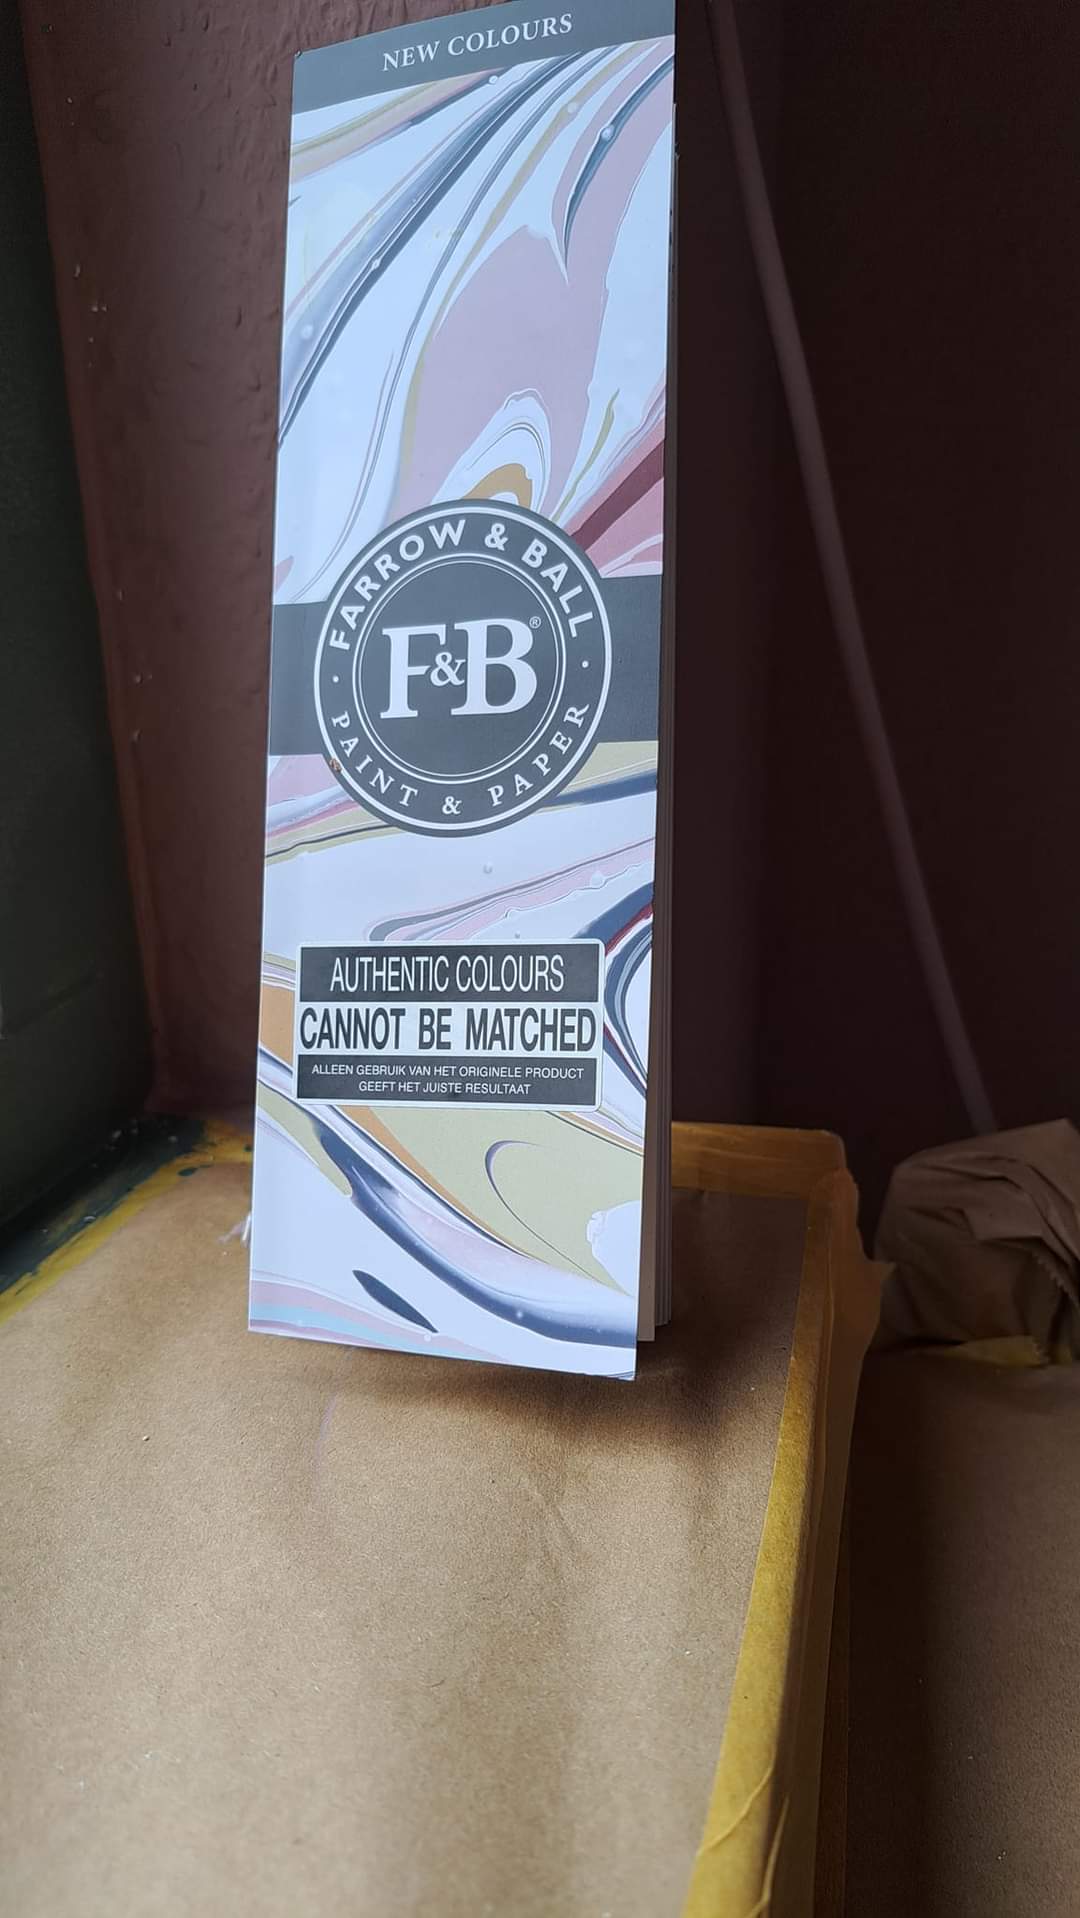 NEW COLOURS
FARROW & BALL
F&B®
· PAINT & PAPER ·
AUTHENTIC COLOURS
CANNOT BE MATCHED
ALLEEN GEBRUIK VAN HET ORIGINELE PRODUCT
GEEFT HET JUISTE RESULTAAT